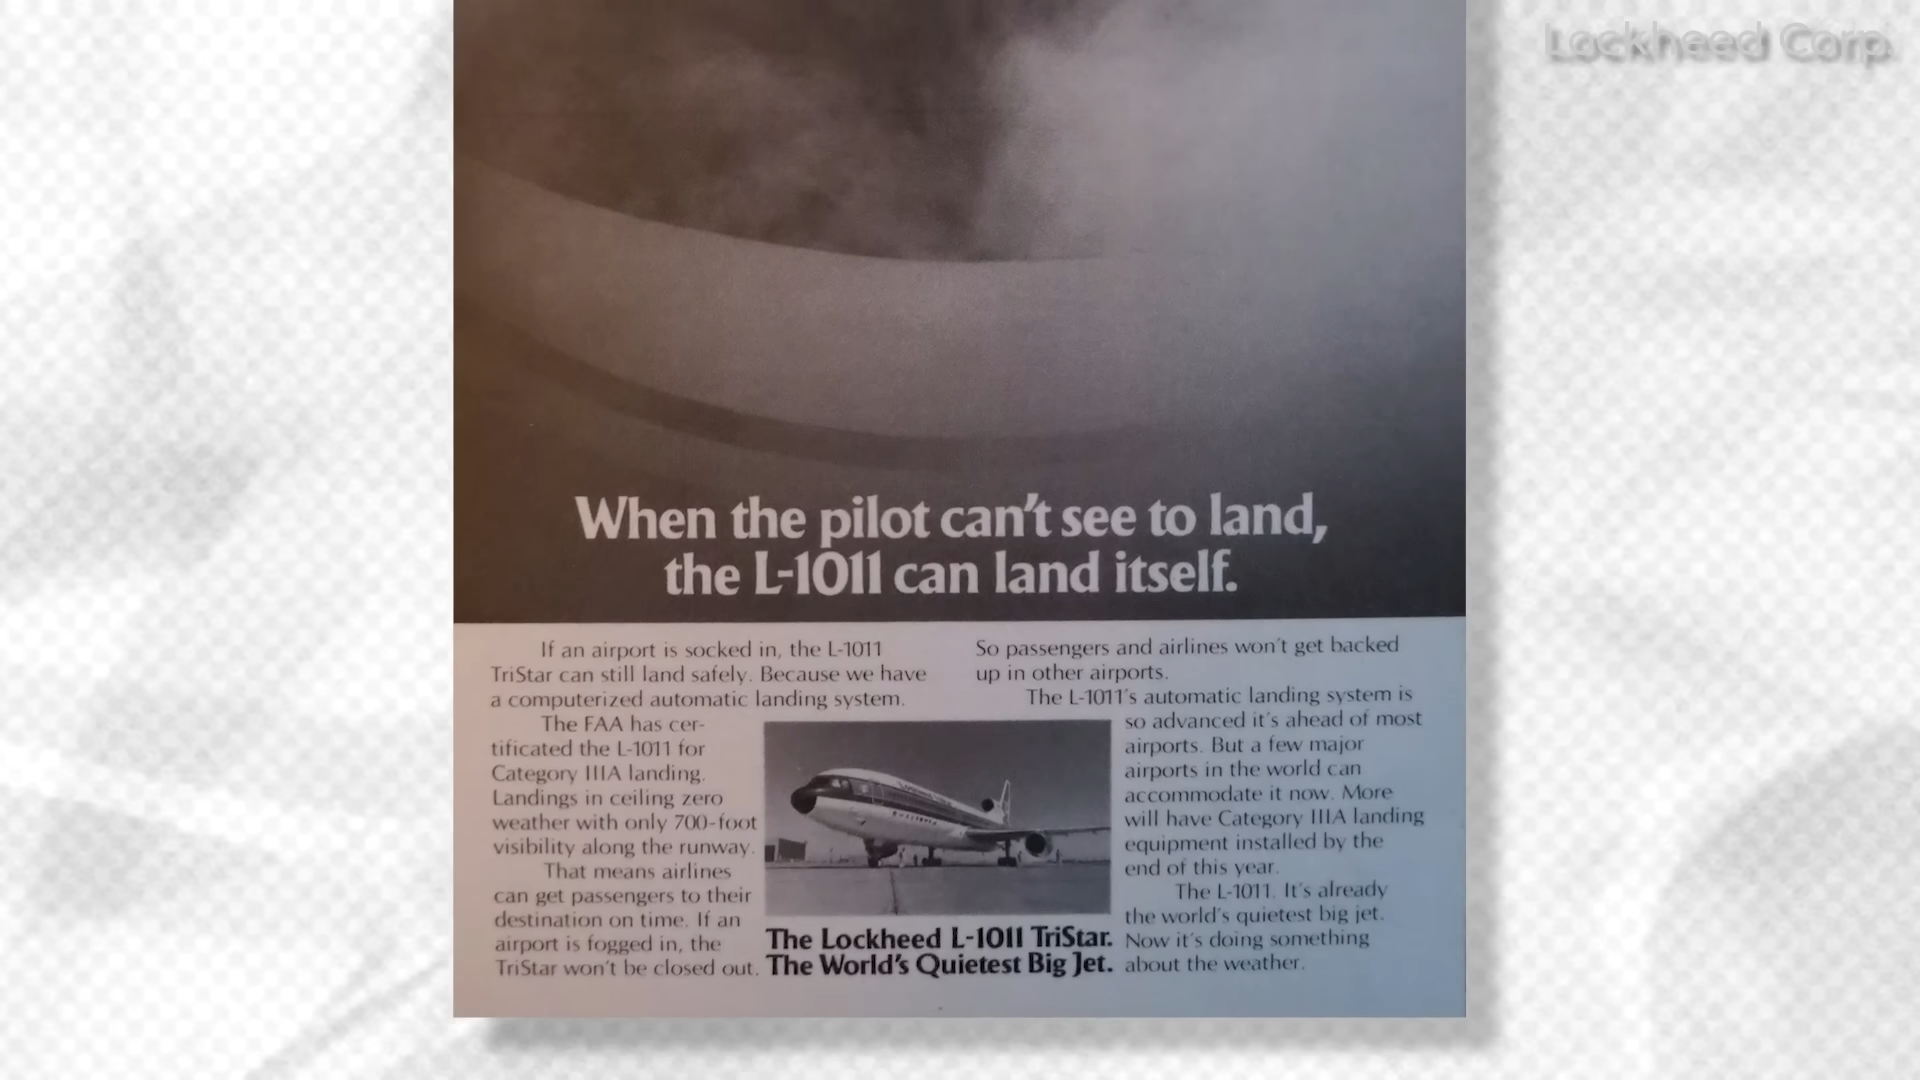 Lockheed Corp.
When the pilot can't see to land,
the L-1011 can land itself.
If an airport is socked in, the L-1011
TriStar can still land safely. Because we have
a computerized automatic landing system.
The FAA has cer-
tificated the L-1011 for
Category IIIA landing.
Landings in ceiling zero
weather with only 700-foot
visibility along the runway.
That means airlines
can get passengers to their
destination on time. If an
airport is fogged in, the
TriStar won't be closed out.
So passengers and airlines won't get backed
up in other airports.
The L-1011's automatic landing system is
so advanced it's ahead of most
airports. But a few major
airports in the world can
accommodate it now. More
will have Category IIIA landing
equipment installed by the
end of this year.
The L-1011. It's already
the world's quietest big jet.
Now it's doing something
about the weather.
The Lockheed L-1011 TriStar.
The World's Quietest Big Jet.